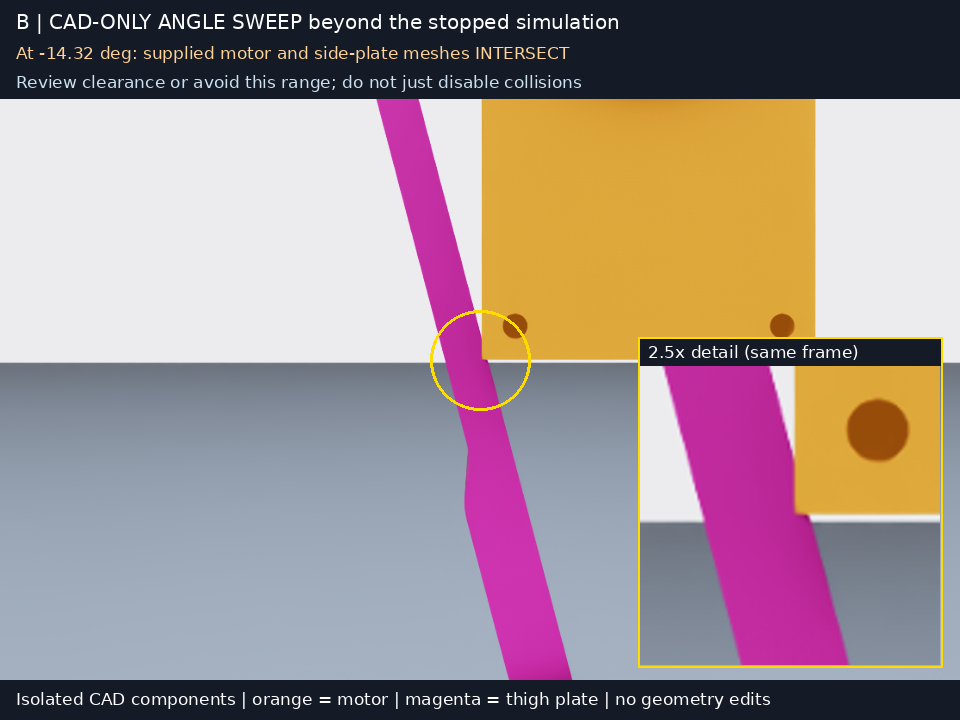 B | CAD-ONLY ANGLE SWEEP beyond the stopped simulation
At -14.32 deg: supplied motor and side-plate meshes INTERSECT
Review clearance or avoid this range; do not just disable collisions
2.5x detail (same frame)
Isolated CAD components | orange = motor | magenta = thigh plate | no geometry edits